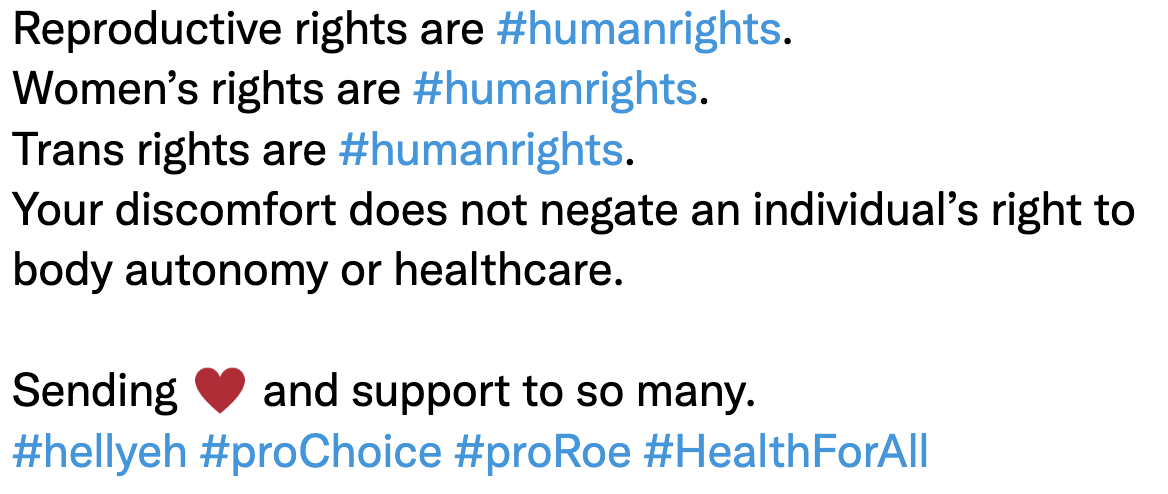 Reproductive rights are #humanrights.
Women’s rights are #humanrights.
Trans rights are #humanrights.
Your discomfort does not negate an individual’s right to
body autonomy or healthcare.
Sending ❤️ and support to so many.
#hellyeh #proChoice #proRoe #HealthForAll